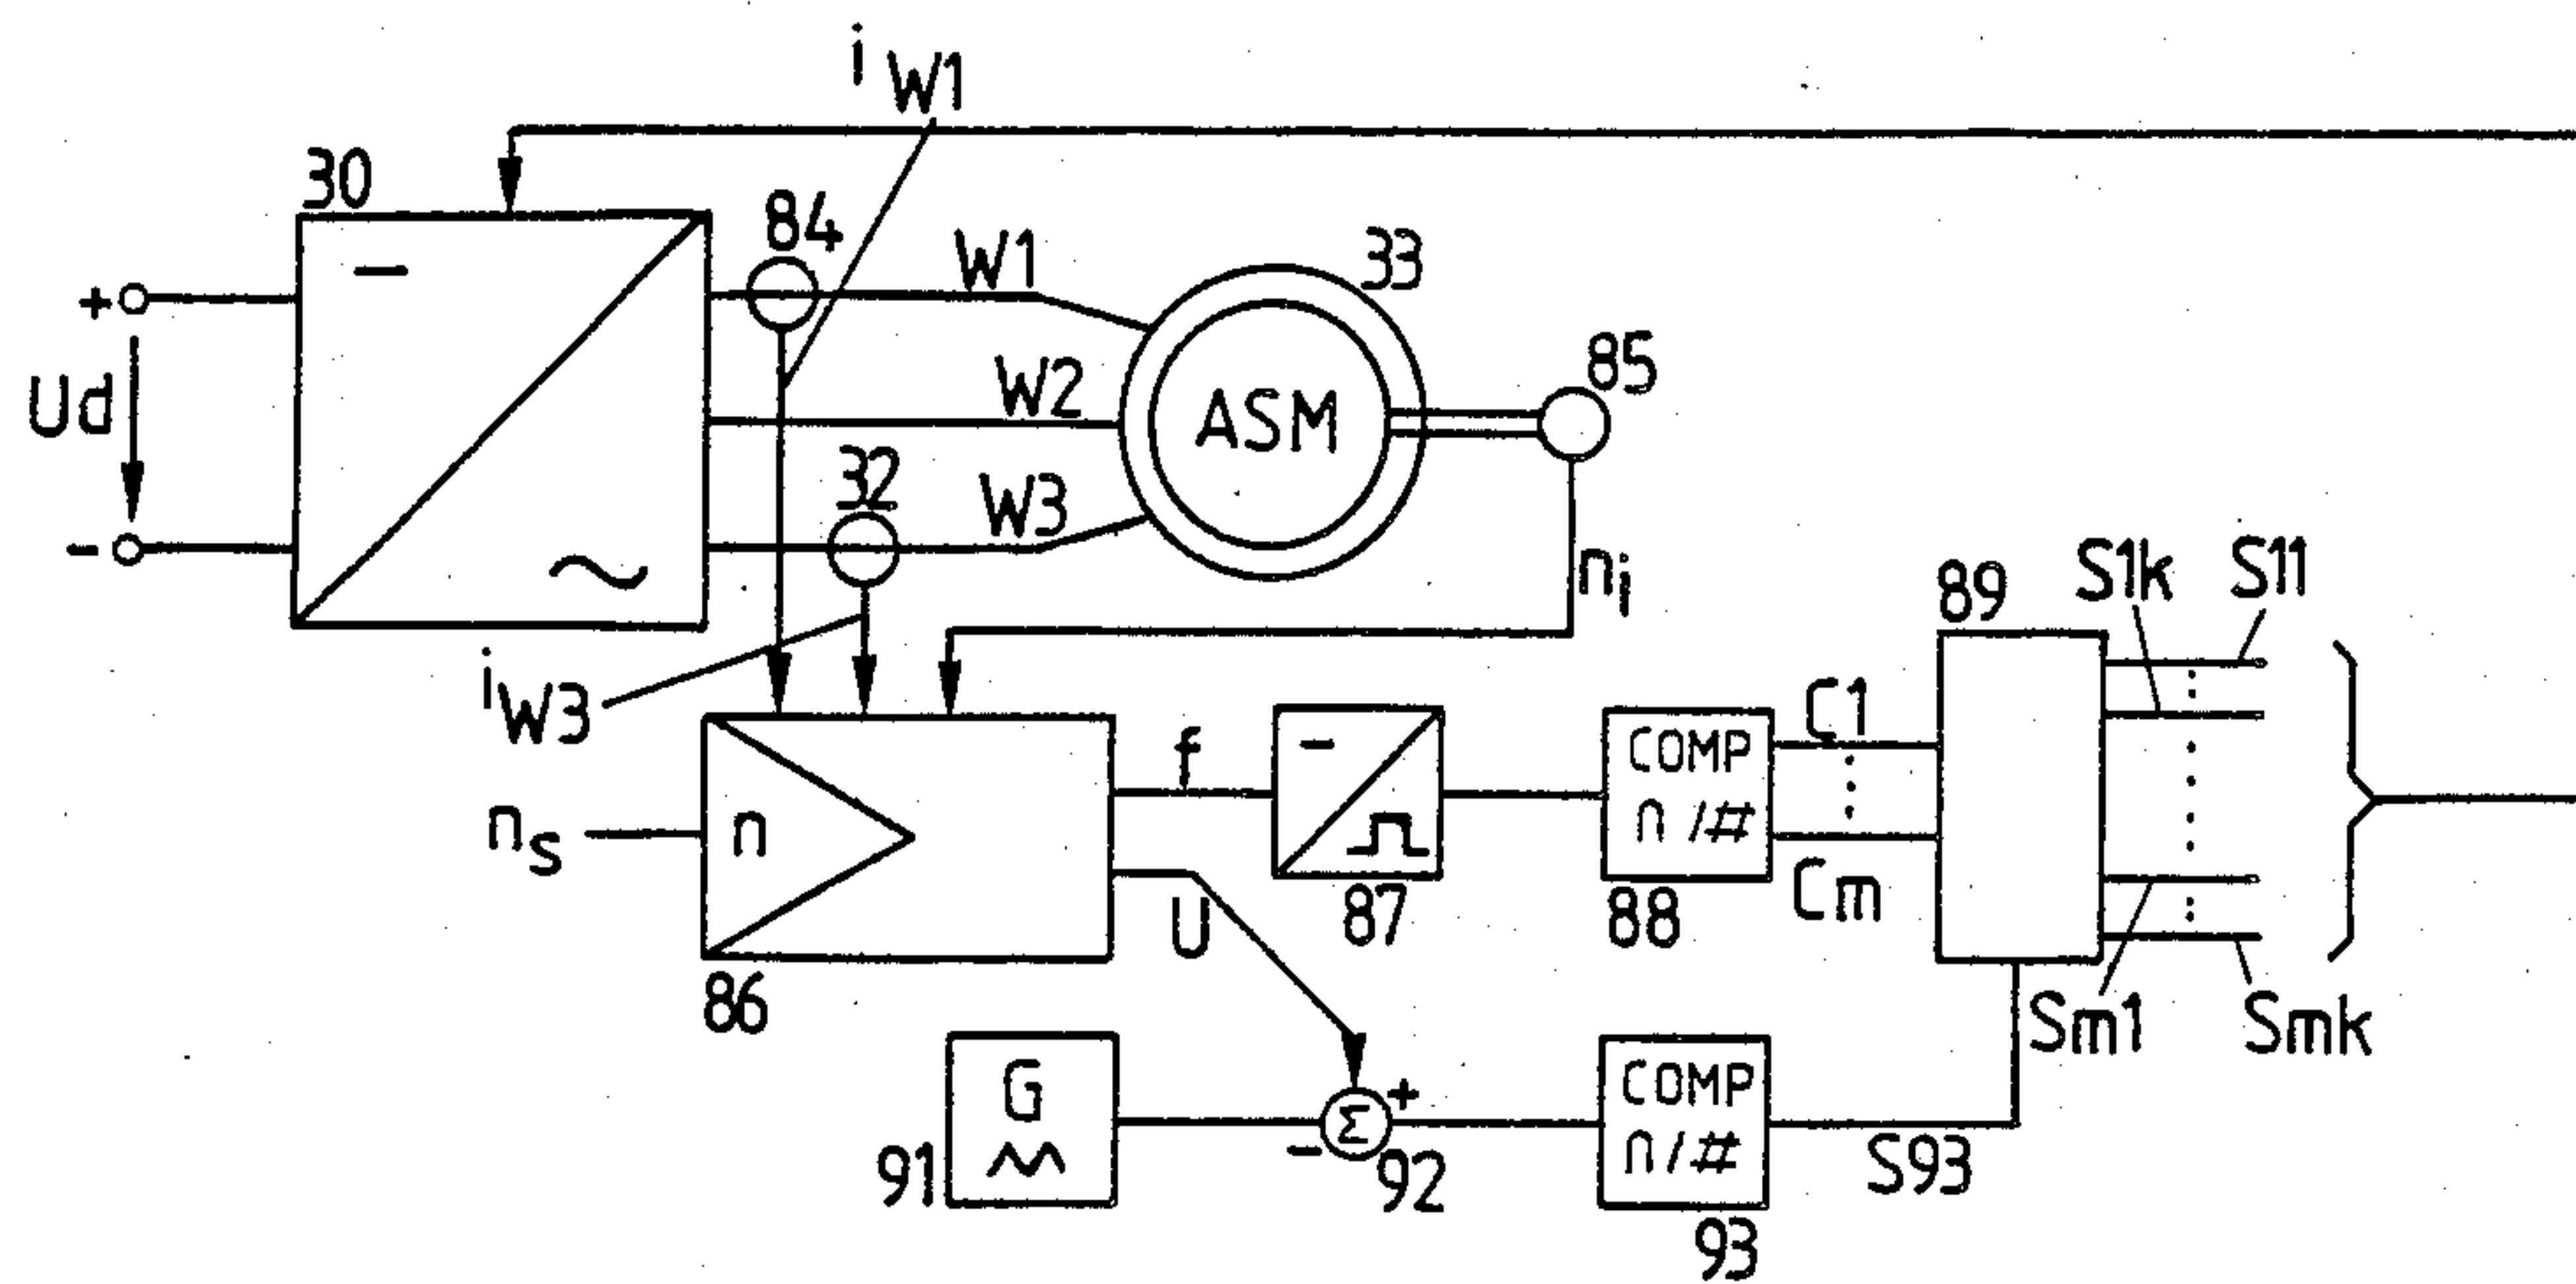 iW1
30
84
W1
33
+
−
Ud
W2
ASM
85
32
W3
-
~
ni
iW3
89
S1k
S11
f
−
COMP
n /#
C1
Cm
nS
n
U
87
88
86
Sm1
Smk
G
91
+
Σ
−
92
COMP
n/#
S93
93